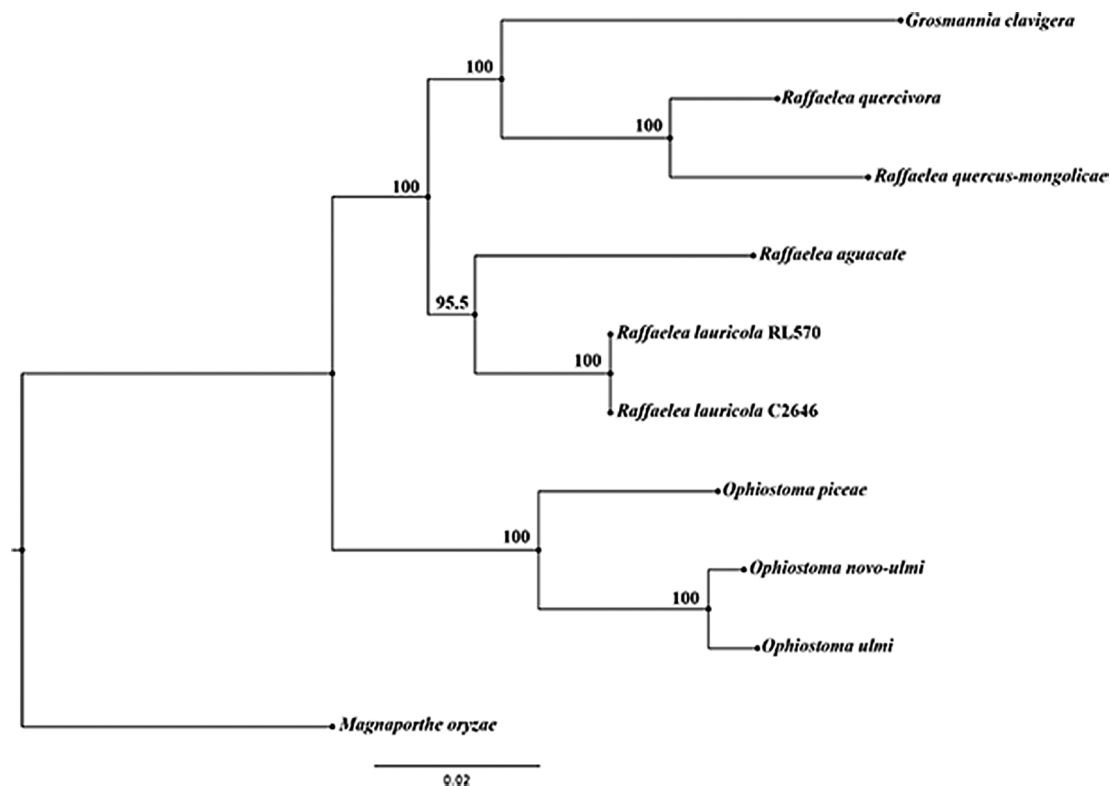 Grosmannia clavigera
100
Raffaelea quercivora
100
Raffaelea quercus-mongolicae
100
Raffaelea aguacate
95.5
Raffaelea lauricola RL570
100
Raffaelea lauricola C2646
Ophiostoma piceae
100
Ophiostoma novo-ulmi
100
Ophiostoma ulmi
Magnaporthe oryzae
0.02